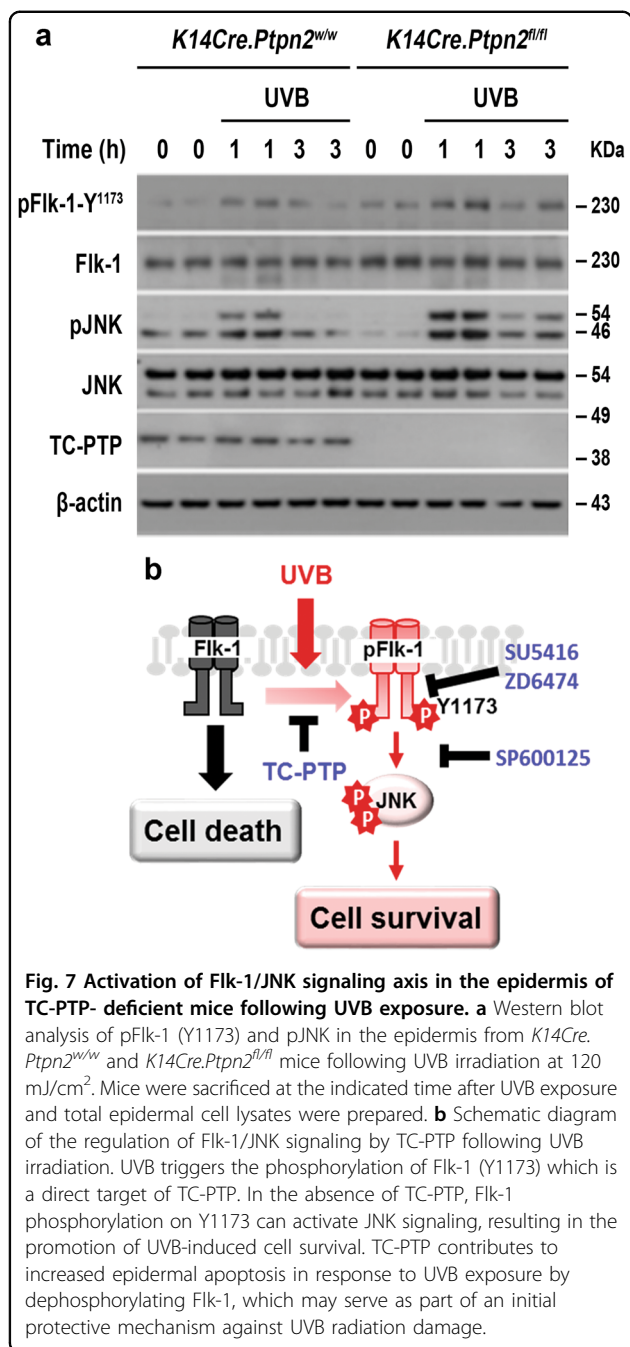 a
K14Cre.Ptpn2w/w K14Cre.Ptpn2fl/fl
UVB UVB
Time (h) 0 0 1 1 3 3 0 0 1 1 3 3 KDa
pFlk-1-Y1173 – 230
Flk-1 – 230
pJNK – 54
– 46
JNK – 54
– 49
TC-PTP
– 38
β-actin – 43
b
UVB
Flk-1 pFlk-1
SU5416
ZD6474
P P Y1173
TC-PTP
SP600125
P
P JNK
Cell death
Cell survival
Fig. 7 Activation of Flk-1/JNK signaling axis in the epidermis of
TC-PTP- deficient mice following UVB exposure. a Western blot
analysis of pFlk-1 (Y1173) and pJNK in the epidermis from K14Cre.
Ptpn2w/w and K14Cre.Ptpn2fl/fl mice following UVB irradiation at 120
mJ/cm2. Mice were sacrificed at the indicated time after UVB exposure
and total epidermal cell lysates were prepared. b Schematic diagram
of the regulation of Flk-1/JNK signaling by TC-PTP following UVB
irradiation. UVB triggers the phosphorylation of Flk-1 (Y1173) which is
a direct target of TC-PTP. In the absence of TC-PTP, Flk-1
phosphorylation on Y1173 can activate JNK signaling, resulting in the
promotion of UVB-induced cell survival. TC-PTP contributes to
increased epidermal apoptosis in response to UVB exposure by
dephosphorylating Flk-1, which may serve as part of an initial
protective mechanism against UVB radiation damage.